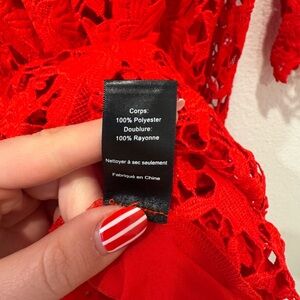 Corps:
100% Polyester
Doublure:
100% Rayonne
Nettoyer à sec seulement
Fabriqué en Chine